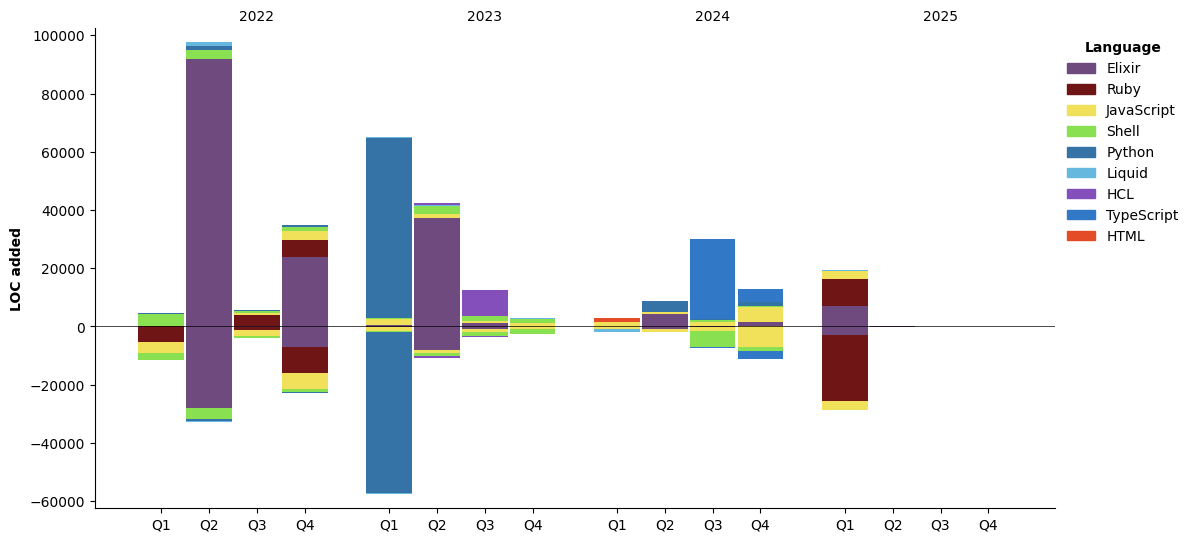 2022 2023 2024 2025
100000
80000
60000
40000
20000
0
−20000
−40000
−60000
LOC added
Q1 Q2 Q3 Q4 Q1 Q2 Q3 Q4 Q1 Q2 Q3 Q4 Q1 Q2 Q3 Q4
Language
Elixir
Ruby
JavaScript
Shell
Python
Liquid
HCL
TypeScript
HTML